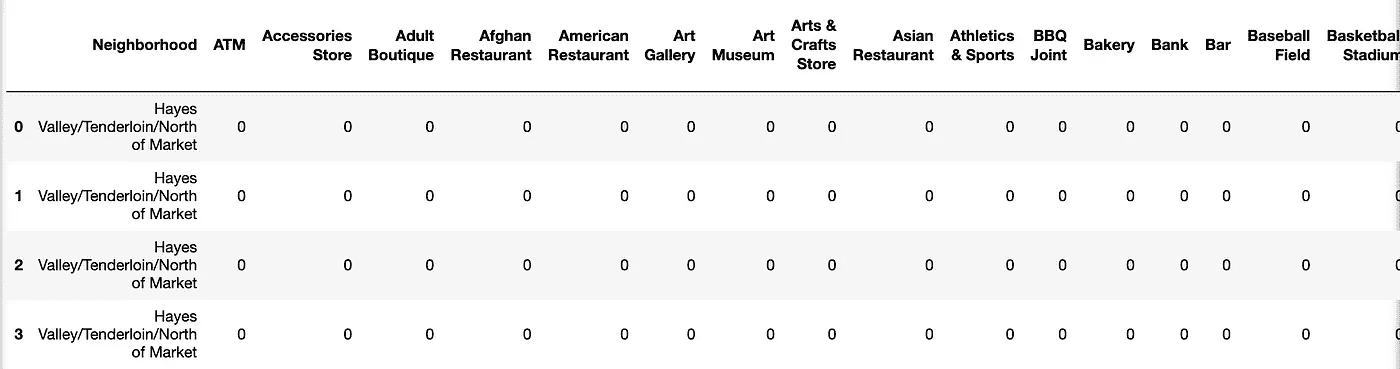 Neighborhood ATM Accessories Store Adult Boutique Afghan Restaurant American Restaurant Art Gallery Art Museum Arts & Crafts Store Asian Restaurant Athletics & Sports BBQ Joint Bakery Bank Bar Baseball Field Basketbal Stadium
0 Hayes Valley/Tenderloin/North of Market 0 0 0 0 0 0 0 0 0 0 0 0 0 0 0 0
1 Hayes Valley/Tenderloin/North of Market 0 0 0 0 0 0 0 0 0 0 0 0 0 0 0 0
2 Hayes Valley/Tenderloin/North of Market 0 0 0 0 0 0 0 0 0 0 0 0 0 0 0 0
3 Hayes Valley/Tenderloin/North of Market 0 0 0 0 0 0 0 0 0 0 0 0 0 0 0 0